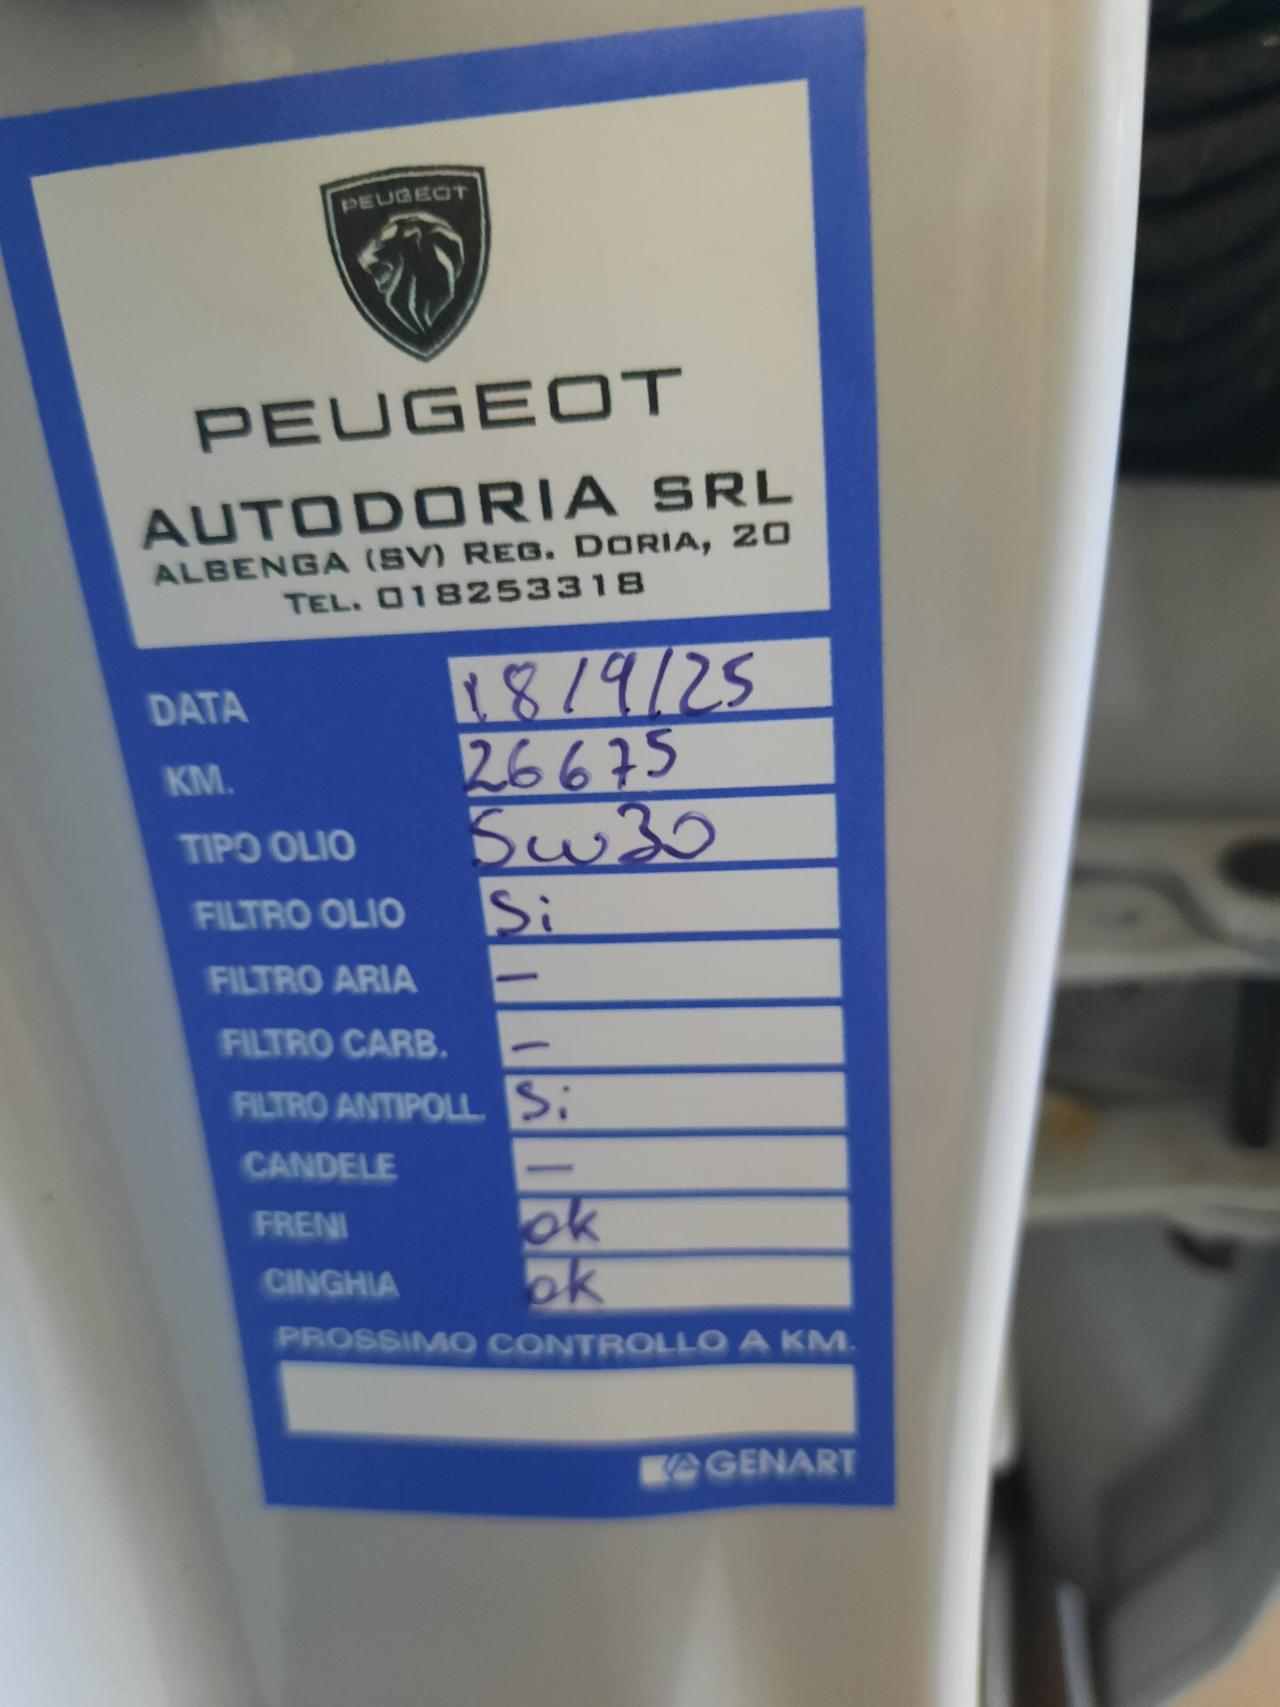 PEUGEOT
PEUGEOT
AUTODORIA SRL
ALBENGA (SV) REG. DORIA, 20
TEL. 018253318
DATA 18/9/25
KM. 26675
TIPO OLIO 5w30
FILTRO OLIO Si
FILTRO ARIA –
FILTRO CARB. –
FILTRO ANTIPOLL. Si
CANDELE –
FRENI ok
CINGHIA ok
PROSSIMO CONTROLLO A KM.
GENART